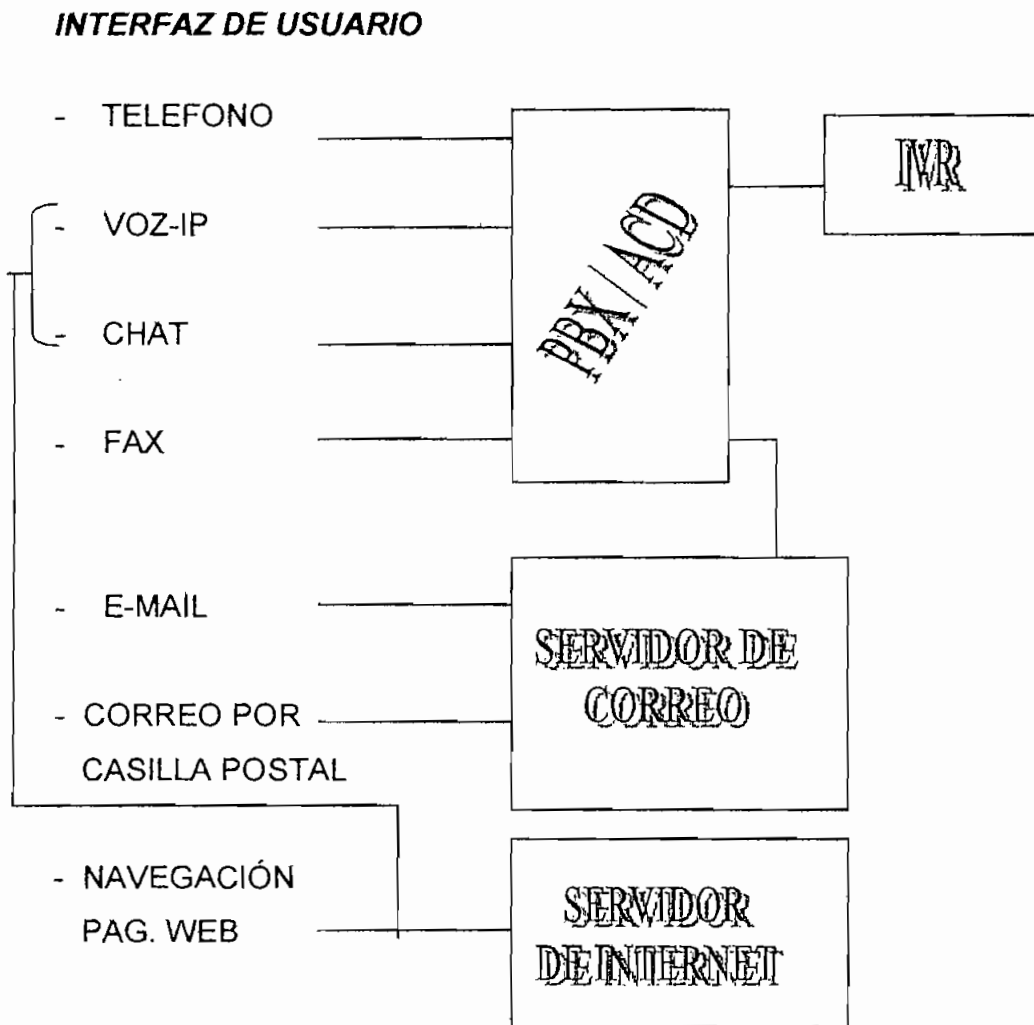 INTERFAZ DE USUARIO
- TELEFONO
- VOZ-IP
- CHAT
- FAX
- E-MAIL
- CORREO POR
CASILLA POSTAL
- NAVEGACIÓN
PAG. WEB
PBX/ACD
IVR
SERVIDOR DE
CORREO
SERVIDOR
DE INTERNET